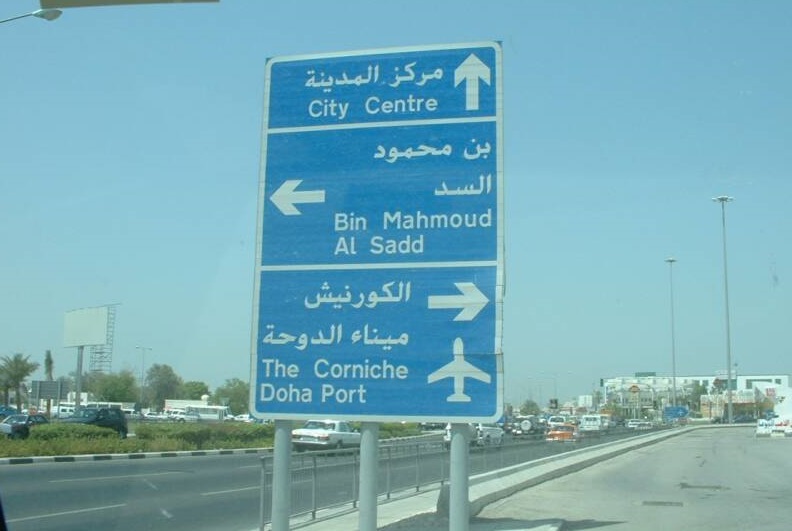 مركز المدينة
City Centre
بن محمود
السد
Bin Mahmoud
Al Sadd
الكورنيش
ميناء الدوحة
The Corniche
Doha Port